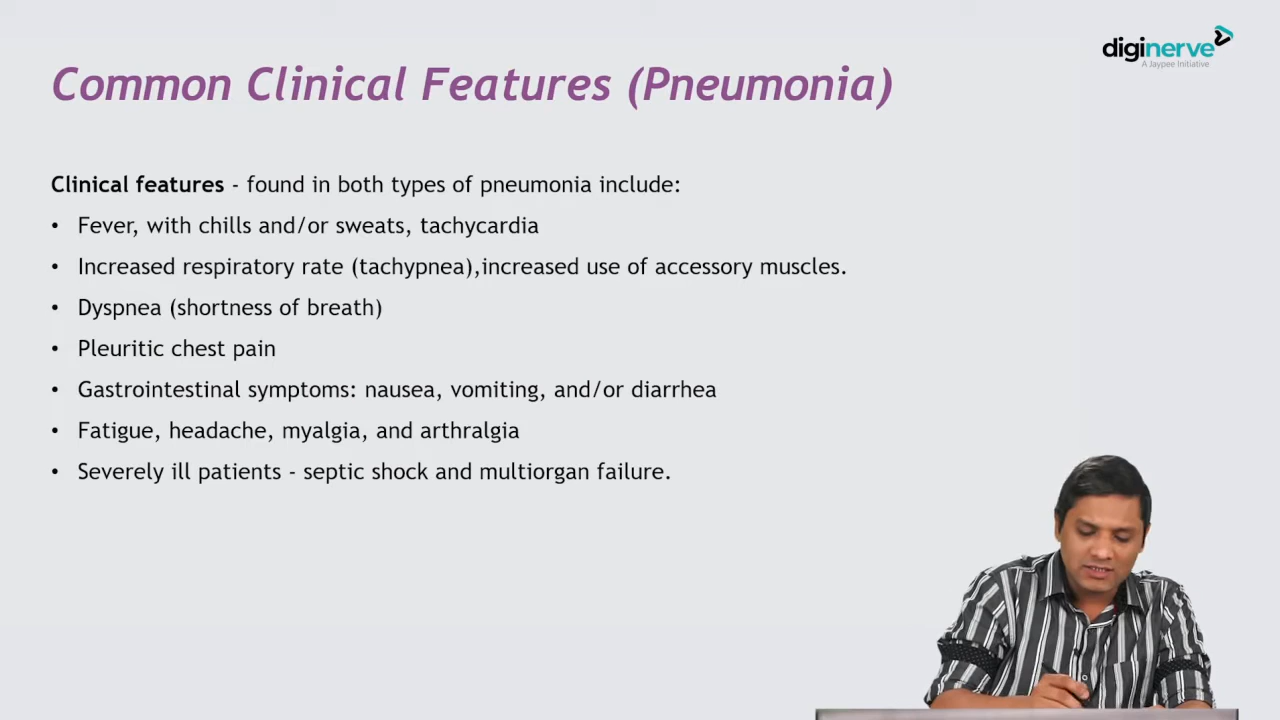 diginerve
A Jaypee Initiative
Common Clinical Features (Pneumonia)
Clinical features - found in both types of pneumonia include:
• Fever, with chills and/or sweats, tachycardia
• Increased respiratory rate (tachypnea),increased use of accessory muscles.
• Dyspnea (shortness of breath)
• Pleuritic chest pain
• Gastrointestinal symptoms: nausea, vomiting, and/or diarrhea
• Fatigue, headache, myalgia, and arthralgia
• Severely ill patients - septic shock and multiorgan failure.